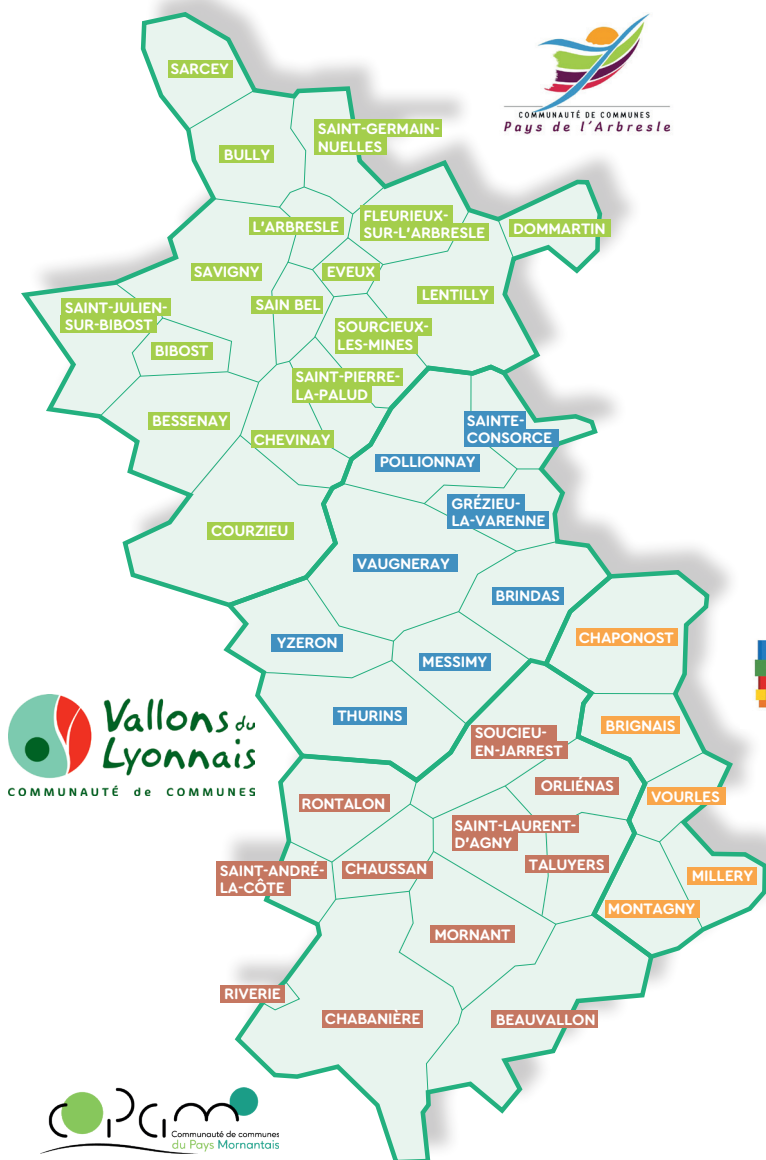 SARCEY
COMMUNAUTÉ DE COMMUNES
Pays de l'Arbresle
SAINT-GERMAIN-
NUELLES
BULLY
L'ARBRESLE
FLEURIEUX-
SUR-L'ARBRESLE
DOMMARTIN
SAVIGNY
EVEUX
LENTILLY
SAIN BEL
SAINT-JULIEN-
SUR-BIBOST
SOURCIEUX-
LES-MINES
BIBOST
SAINT-PIERRE-
LA-PALUD
BESSENAY
CHEVINAY
SAINTE-
CONSORCE
POLLIONNAY
GRÉZIEU-
LA-VARENNE
COURZIEU
VAUGNERAY
BRINDAS
YZERON
CHAPONOST
MESSIMY
THURINS
BRIGNAIS
Vallons du
Lyonnais
COMMUNAUTÉ de COMMUNES
SOUCIEU-
EN-JARREST
ORLIÉNAS
VOURLES
RONTALON
SAINT-LAURENT-
D'AGNY
SAINT-ANDRÉ-
LA-CÔTE
CHAUSSAN
TALUYERS
MILLERY
MONTAGNY
MORNANT
RIVERIE
CHABANIÈRE
BEAUVALLON
COPAM
Communauté de communes
du Pays Mornantais